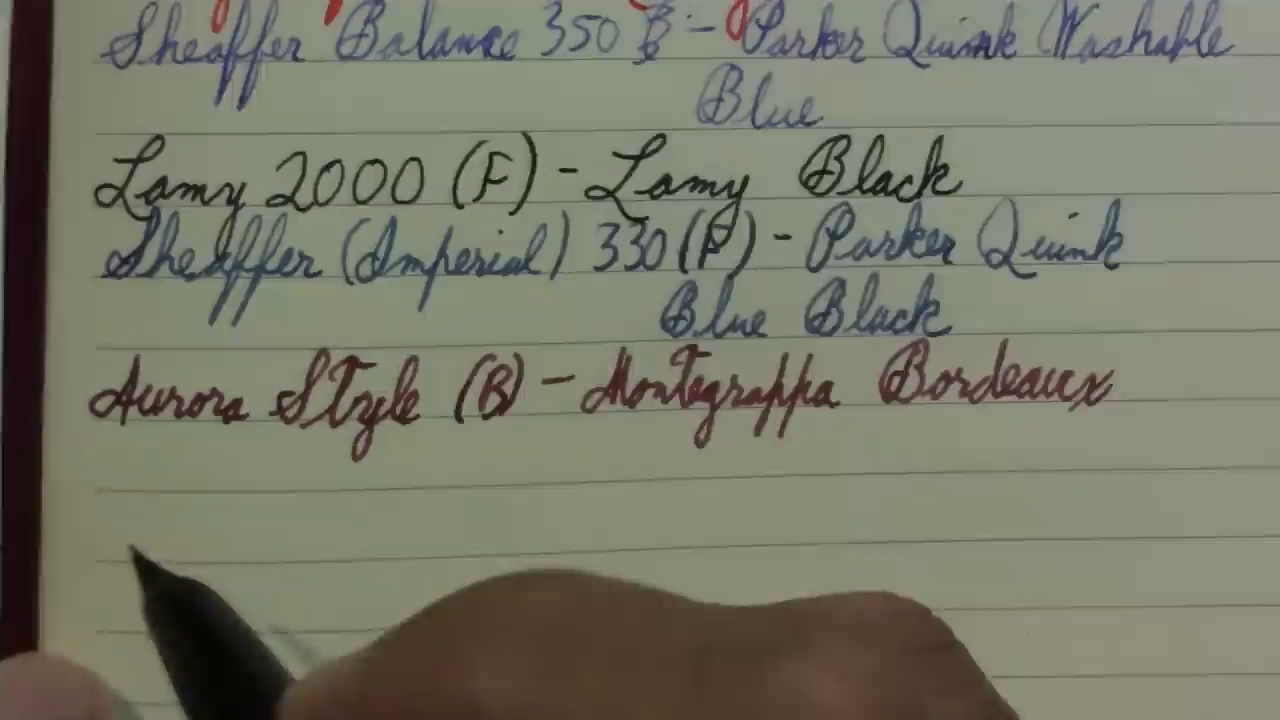 Sheaffer Balance 350 B - Parker Quink Washable
Blue
Lamy 2000 (F) - Lamy Black
Sheaffer (Imperial) 330 (F) - Parker Quink
Blue Black
Aurora Style (B) - Montegrappa Bordeaux